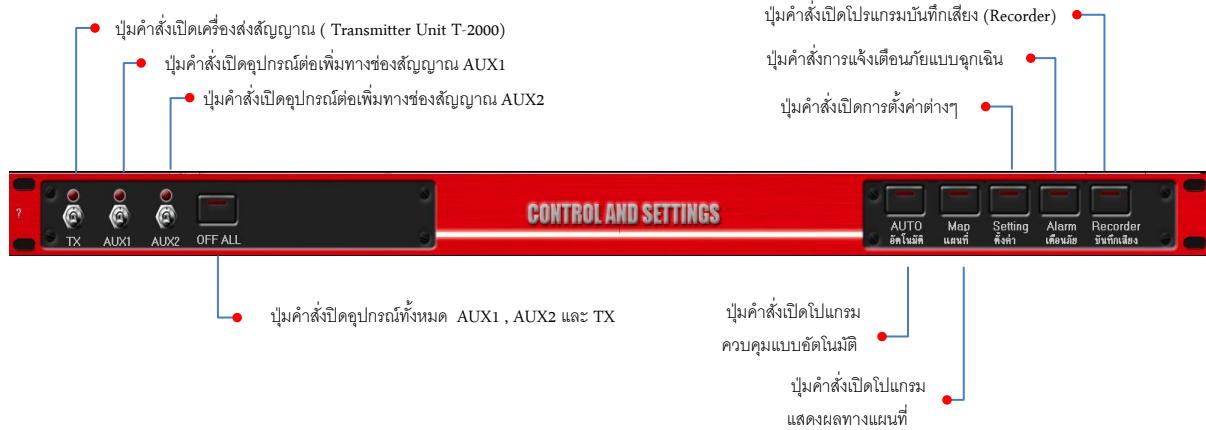 ปุ่มคำสั่งเปิดเครื่องส่งสัญญาณ ( Transmitter Unit T-2000)
ปุ่มคำสั่งเปิดอุปกรณ์ต่อเพิ่มทางช่องสัญญาณ AUX1
ปุ่มคำสั่งเปิดอุปกรณ์ต่อเพิ่มทางช่องสัญญาณ AUX2
ปุ่มคำสั่งเปิดโปรแกรมบันทึกเสียง (Recorder)
ปุ่มคำสั่งการแจ้งเตือนภัยแบบฉุกเฉิน
ปุ่มคำสั่งเปิดการตั้งค่าต่างๆ
?
TX AUX1 AUX2 OFF ALL
CONTROL AND SETTINGS
AUTO Map Setting Alarm Recorder
อัตโนมัติ แผนที่ ตั้งค่า เตือนภัย บันทึกเสียง
ปุ่มคำสั่งปิดอุปกรณ์ทั้งหมด AUX1 , AUX2 และ TX
ปุ่มคำสั่งเปิดโปแกรม
ควบคุมแบบอัตโนมัติ
ปุ่มคำสั่งเปิดโปแกรม
แสดงผลทางแผนที่